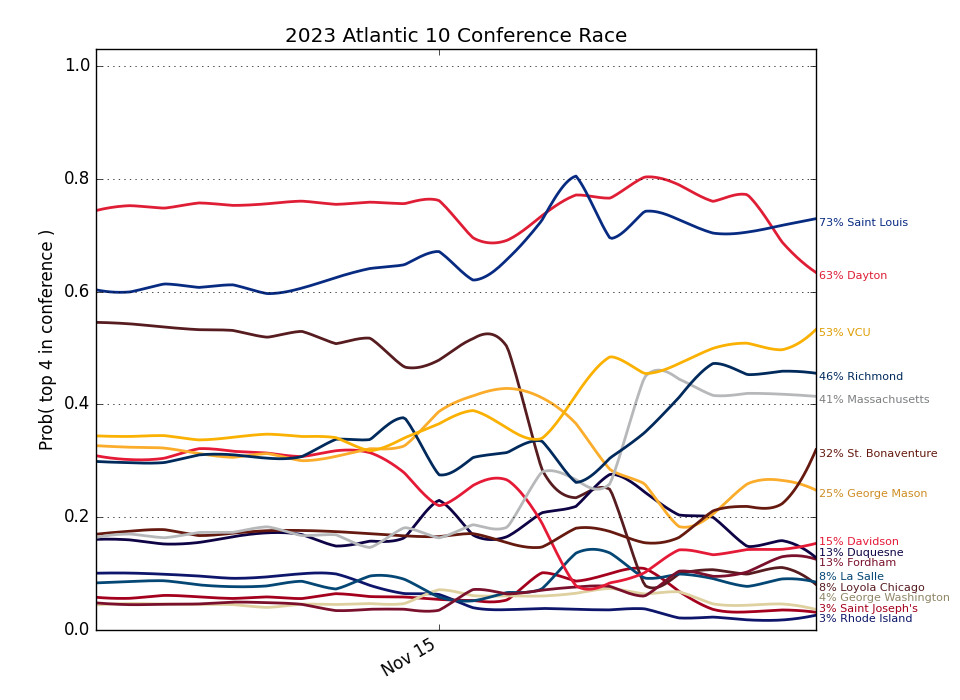 2023 Atlantic 10 Conference Race
Prob( top 4 in conference )
1.0
0.8
0.6
0.4
0.2
0.0
Nov 15
73% Saint Louis
63% Dayton
53% VCU
46% Richmond
41% Massachusetts
32% St. Bonaventure
25% George Mason
15% Davidson
13% Duquesne
13% Fordham
8% La Salle
8% Loyola Chicago
4% George Washington
3% Saint Joseph's
3% Rhode Island